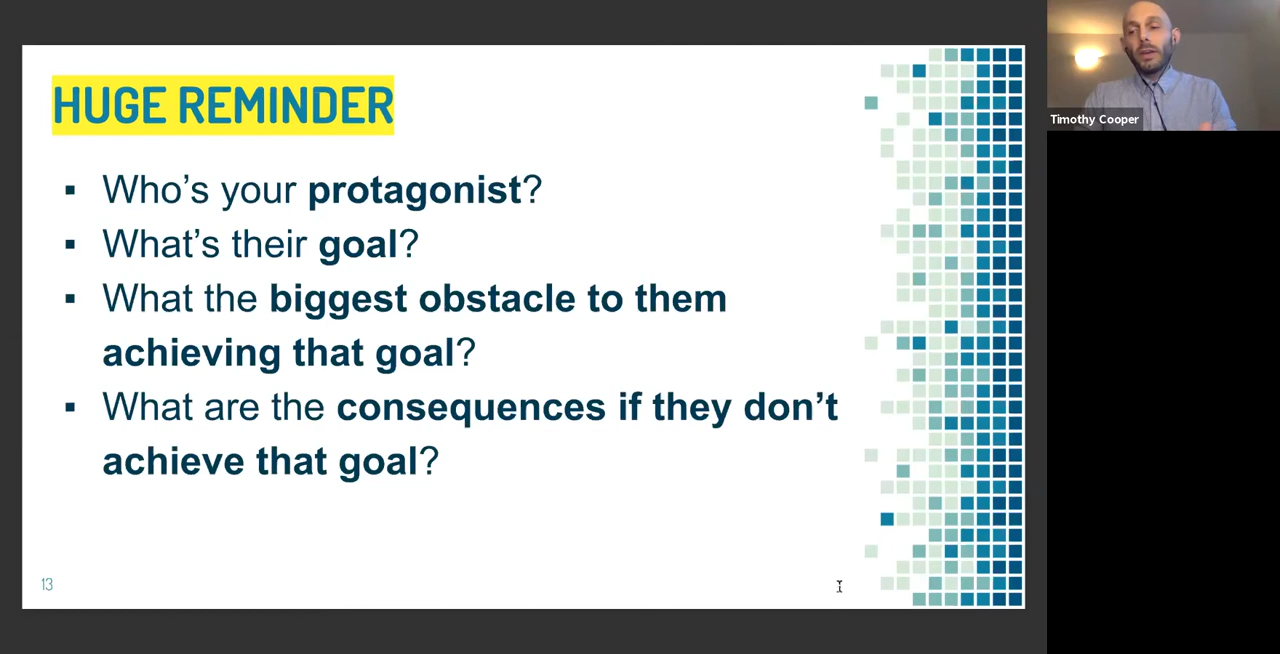 HUGE REMINDER
▪ Who's your protagonist?
▪ What's their goal?
▪ What the biggest obstacle to them
achieving that goal?
▪ What are the consequences if they don't
achieve that goal?
13
Timothy Cooper